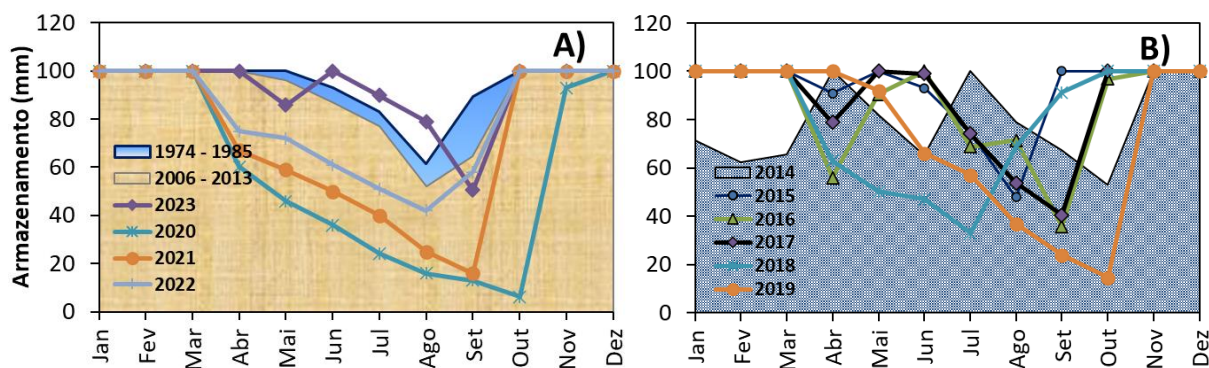 Armazenamento (mm)
120
100
80
60
40
20
0
A)
1974 - 1985
2006 - 2013
2023
2020
2021
2022
Jan
Fev
Mar
Abr
Mai
Jun
Jul
Ago
Set
Out
Nov
Dez
120
100
80
60
40
20
0
B)
2014
2015
2016
2017
2018
2019
Jan
Fev
Mar
Abr
Mai
Jun
Jul
Ago
Set
Out
Nov
Dez